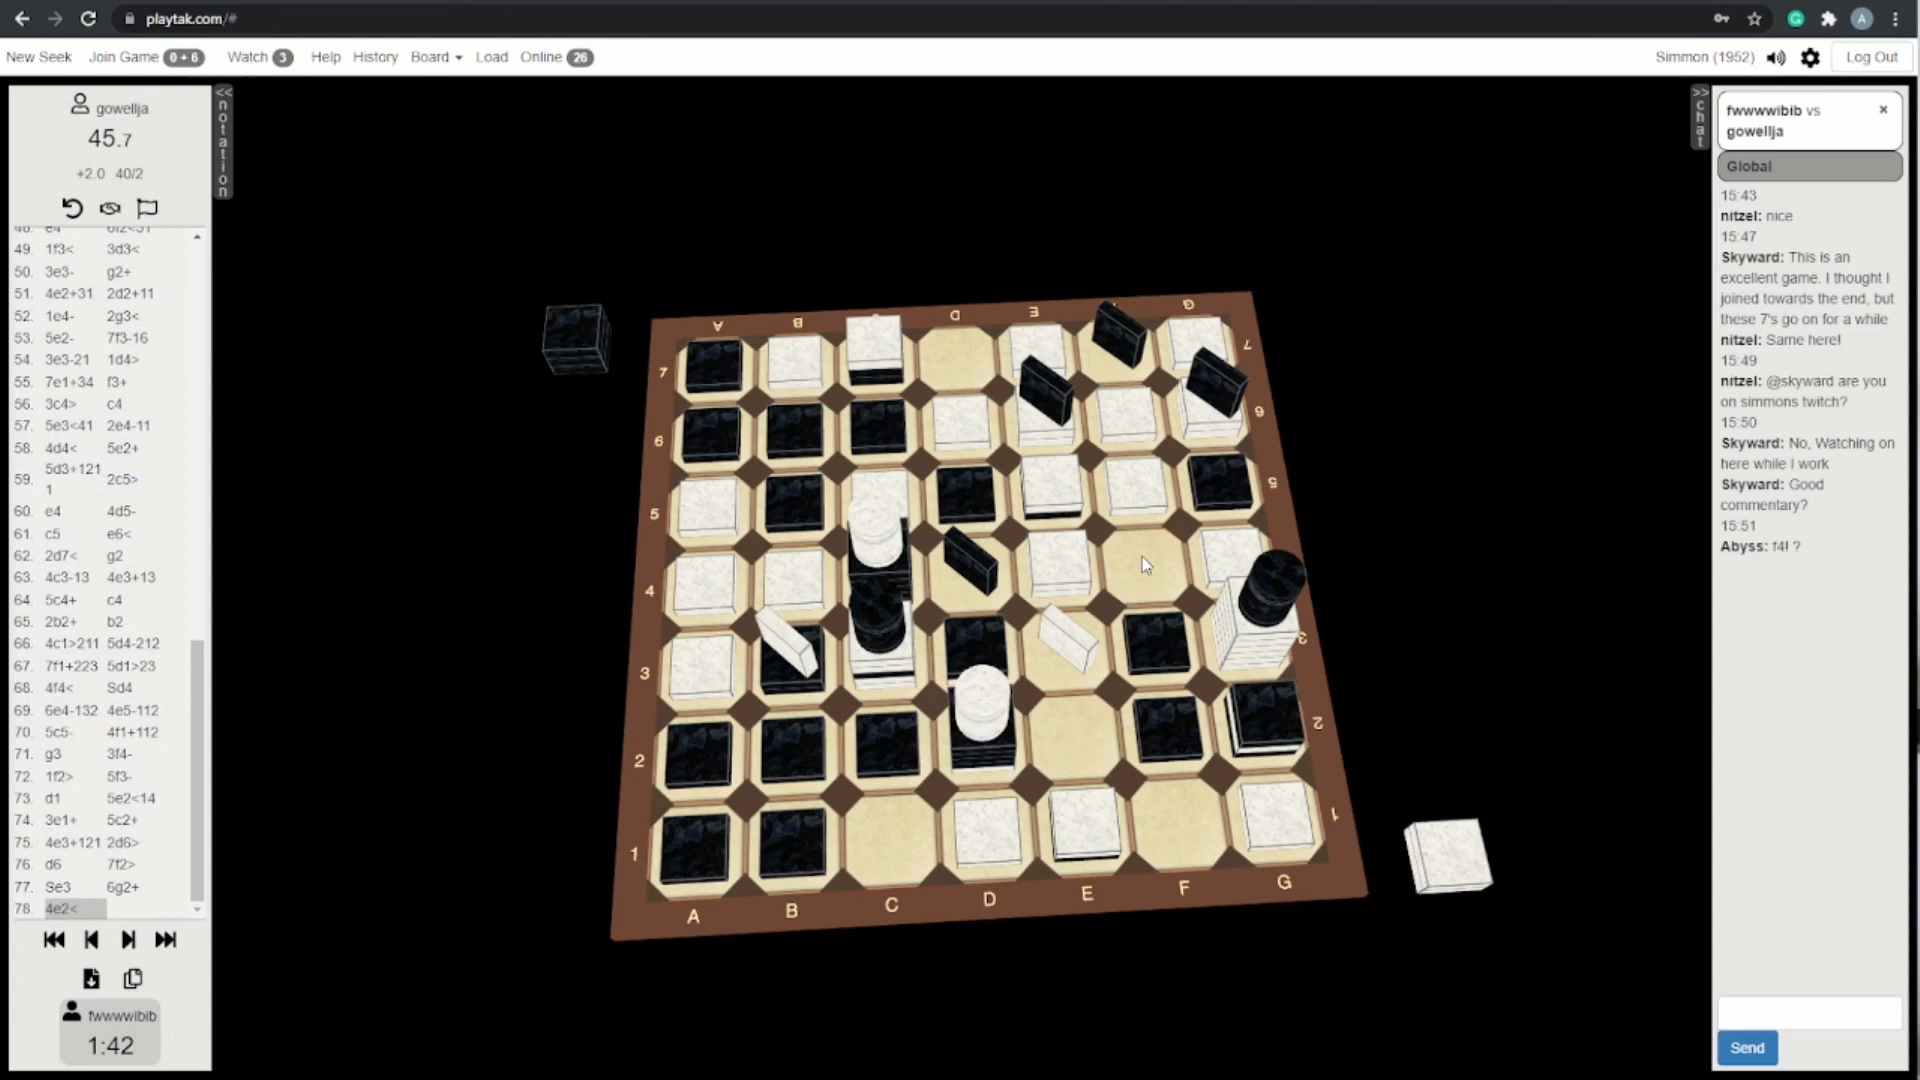 playtak.com/#
New Seek Join Game 0+6 Watch 3 Help History Board Load Online 26
Simmon (1952) Log Out
gowellja
45.7
+2.0 40/2
49. 1f3< 3d3<
50. 3e3- g2+
51. 4e2+31 2d2+11
52. 1e4- 2g3<
53. 5e2- 7f3-16
54. 3e3-21 1d4>
55. 7e1+34 f3+
56. 3c4> c4
57. 5e3<41 2e4-11
58. 4d4< 5e2+
59. 5d3+121
1 2c5>
60. e4 4d5-
61. c5 e6<
62. 2d7< g2
63. 4c3-13 4e3+13
64. 5c4+ c4
65. 2b2+ b2
66. 4c1>211 5d4-212
67. 7f1+223 5d1>23
68. 4f4< Sd4
69. 6e4-132 4e5-112
70. 5c5- 4f1+112
71. g3 3f4-
72. 1f2> 5f3-
73. d1 5e2<14
74. 3e1+ 5c2+
75. 4e3+121 2d6>
76. d6 7f2>
77. Se3 6g2+
78. 4e2<
fwwwwibib
1:42
<<
notation
A B D E G
7 7
6 6
5 5
4
3 3
2 2
1 1
A B C D E F G
>>
chat
fwwwwibib vs
gowellja
×
Global
15:43
nitzel: nice
15:47
Skyward: This is an
excellent game. I thought I
joined towards the end, but
these 7's go on for a while
nitzel: Same here!
15:49
nitzel: @skyward are you
on simmons twitch?
15:50
Skyward: No, Watching on
here while I work
Skyward: Good
commentary?
15:51
Abyss: f4! ?
Send
A